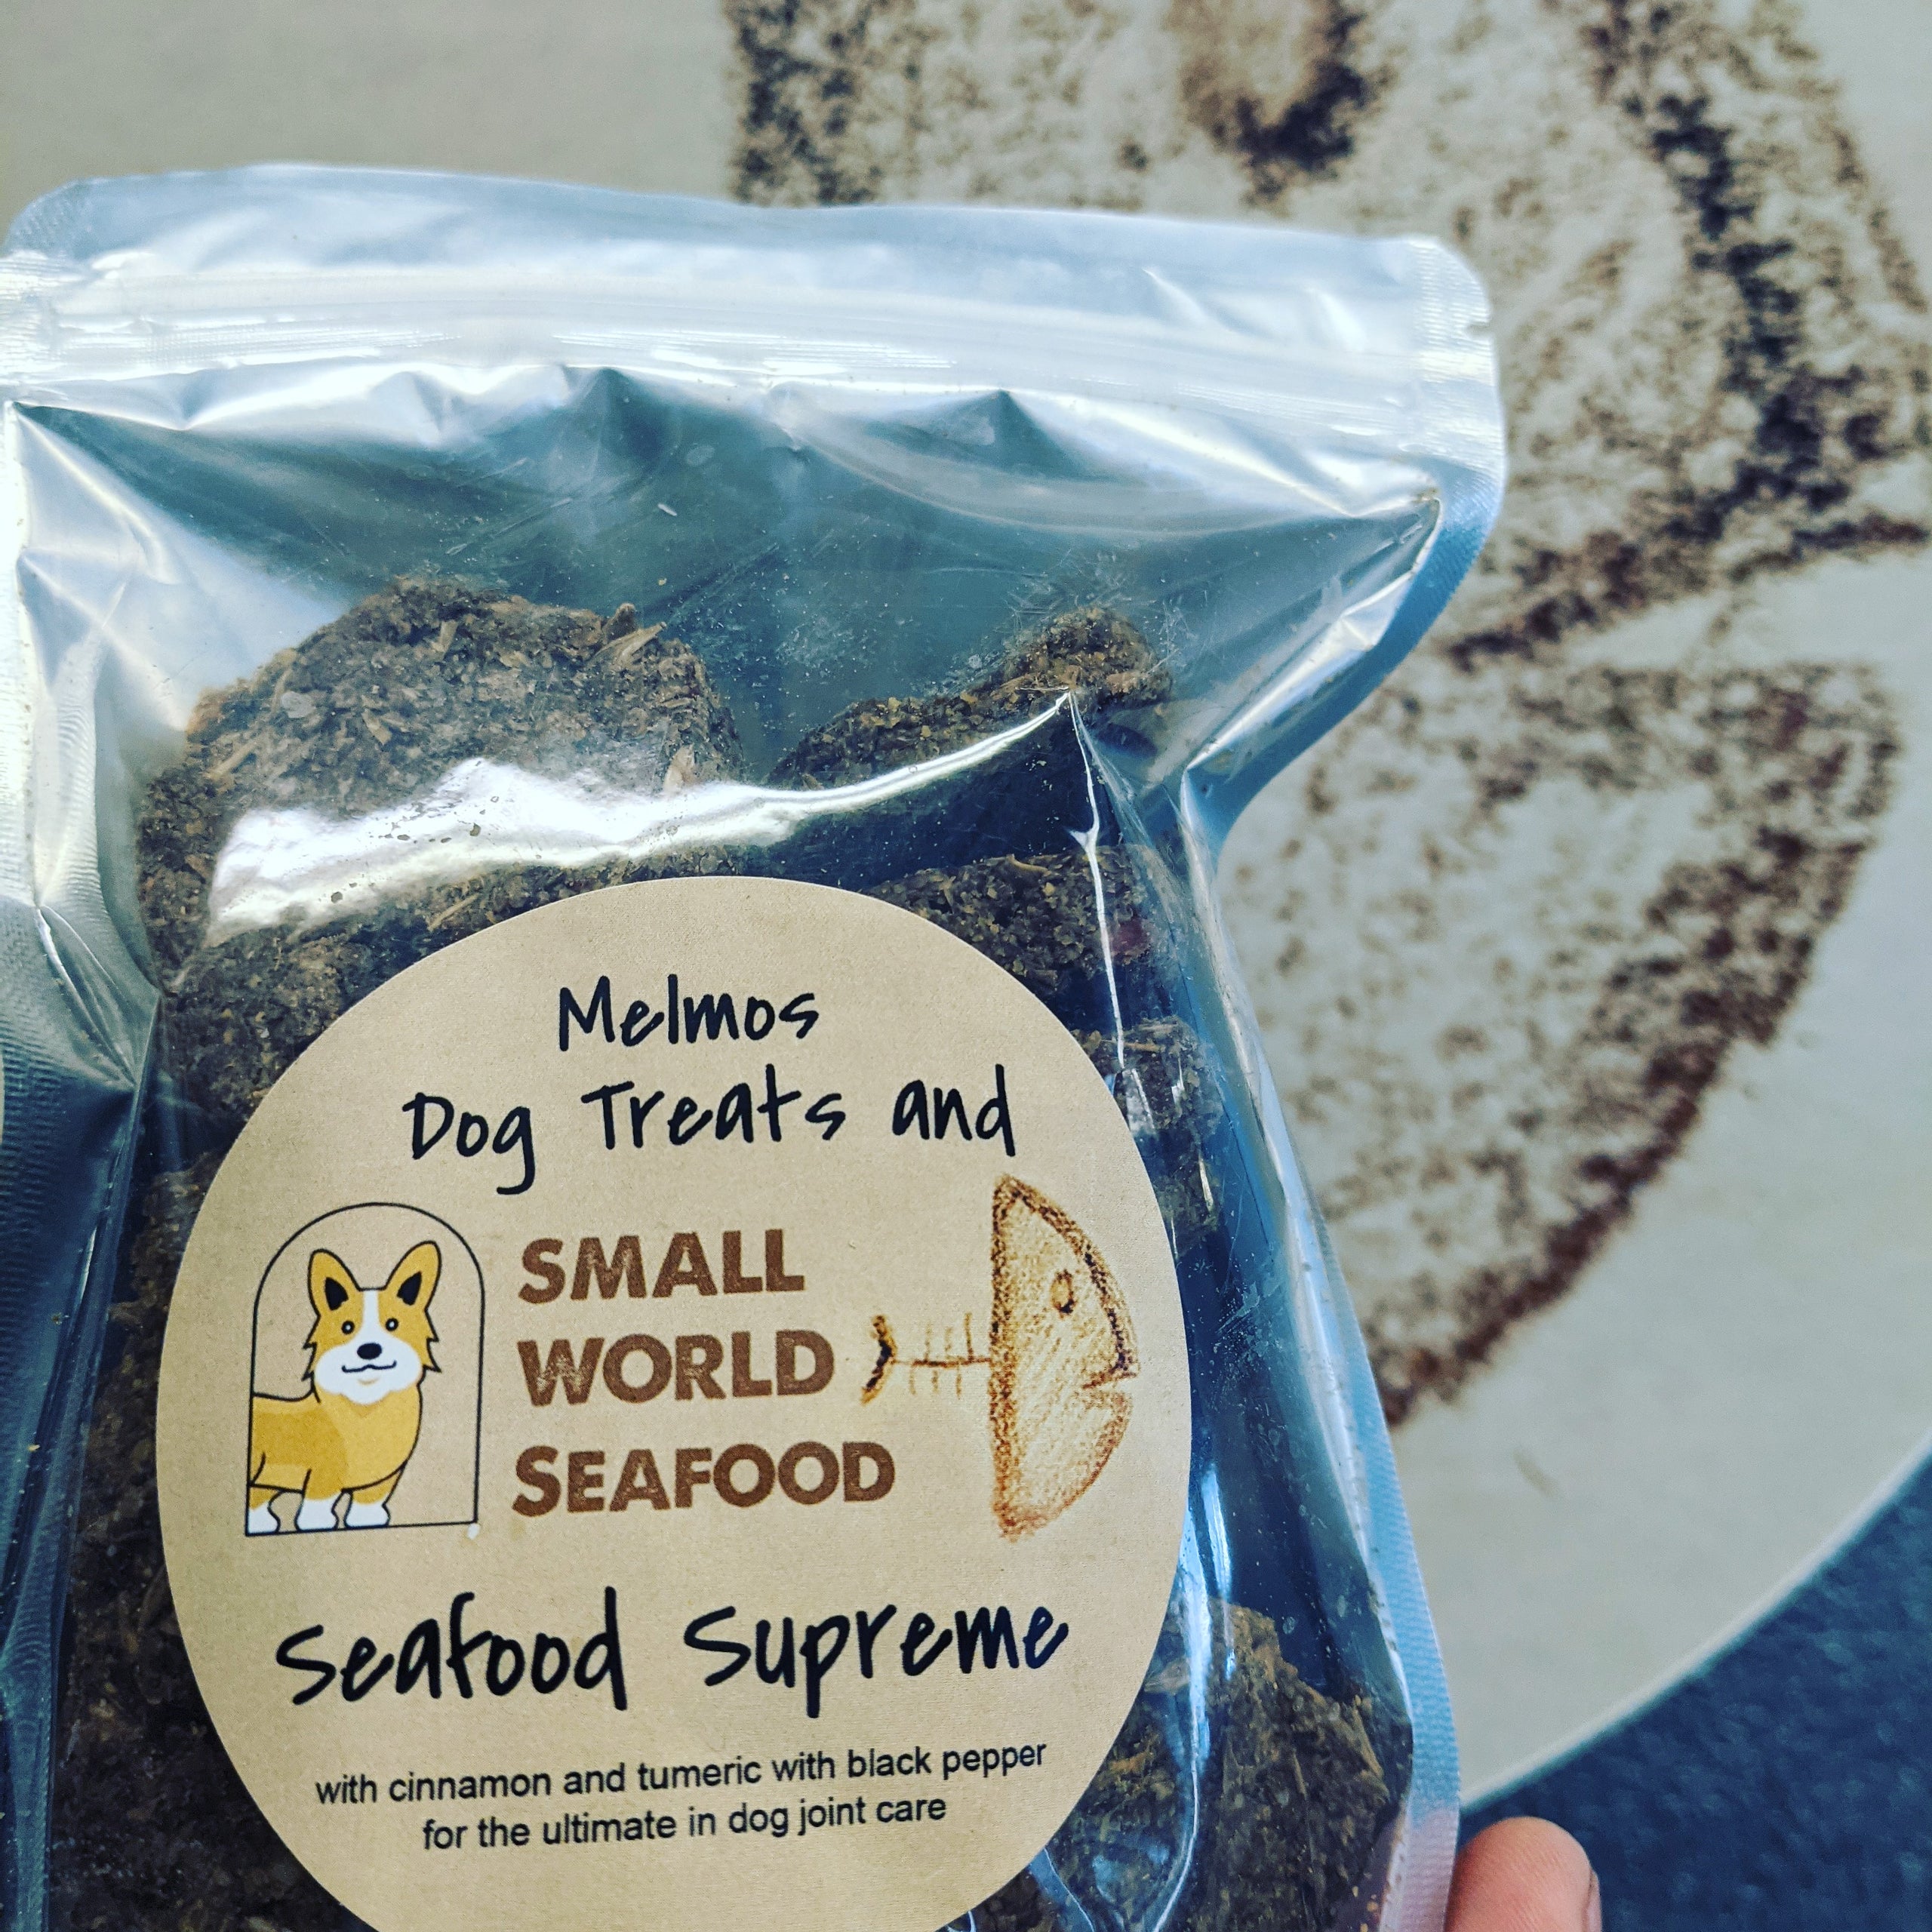 Melmos
Dog Treats and
SMALL
WORLD
SEAFOOD
Seafood Supreme
with cinnamon and tumeric with black pepper
for the ultimate in dog joint care